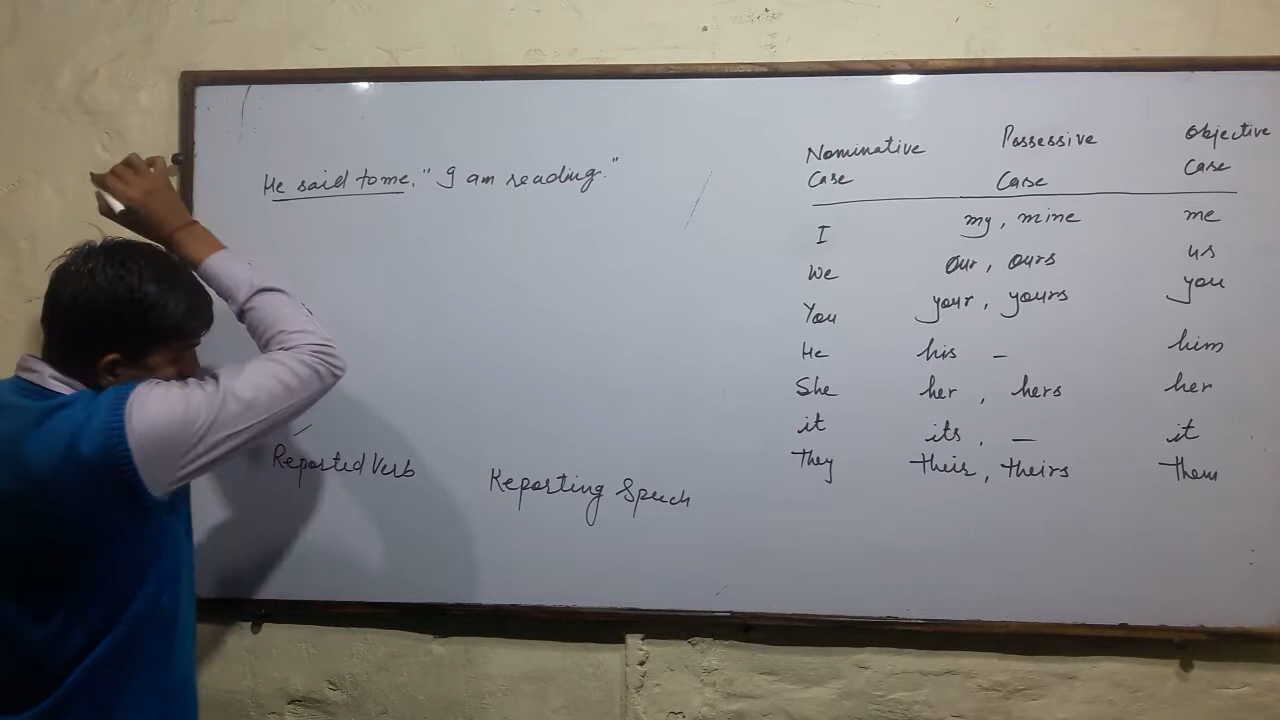 He said to me, "I am reading."
Reported Verb
Reporting Speech
Nominative Case Possessive Case Objective Case
I my, mine me
We our, ours us
You your, yours you
He his - him
She her, hers her
it its, - it
They their, theirs them